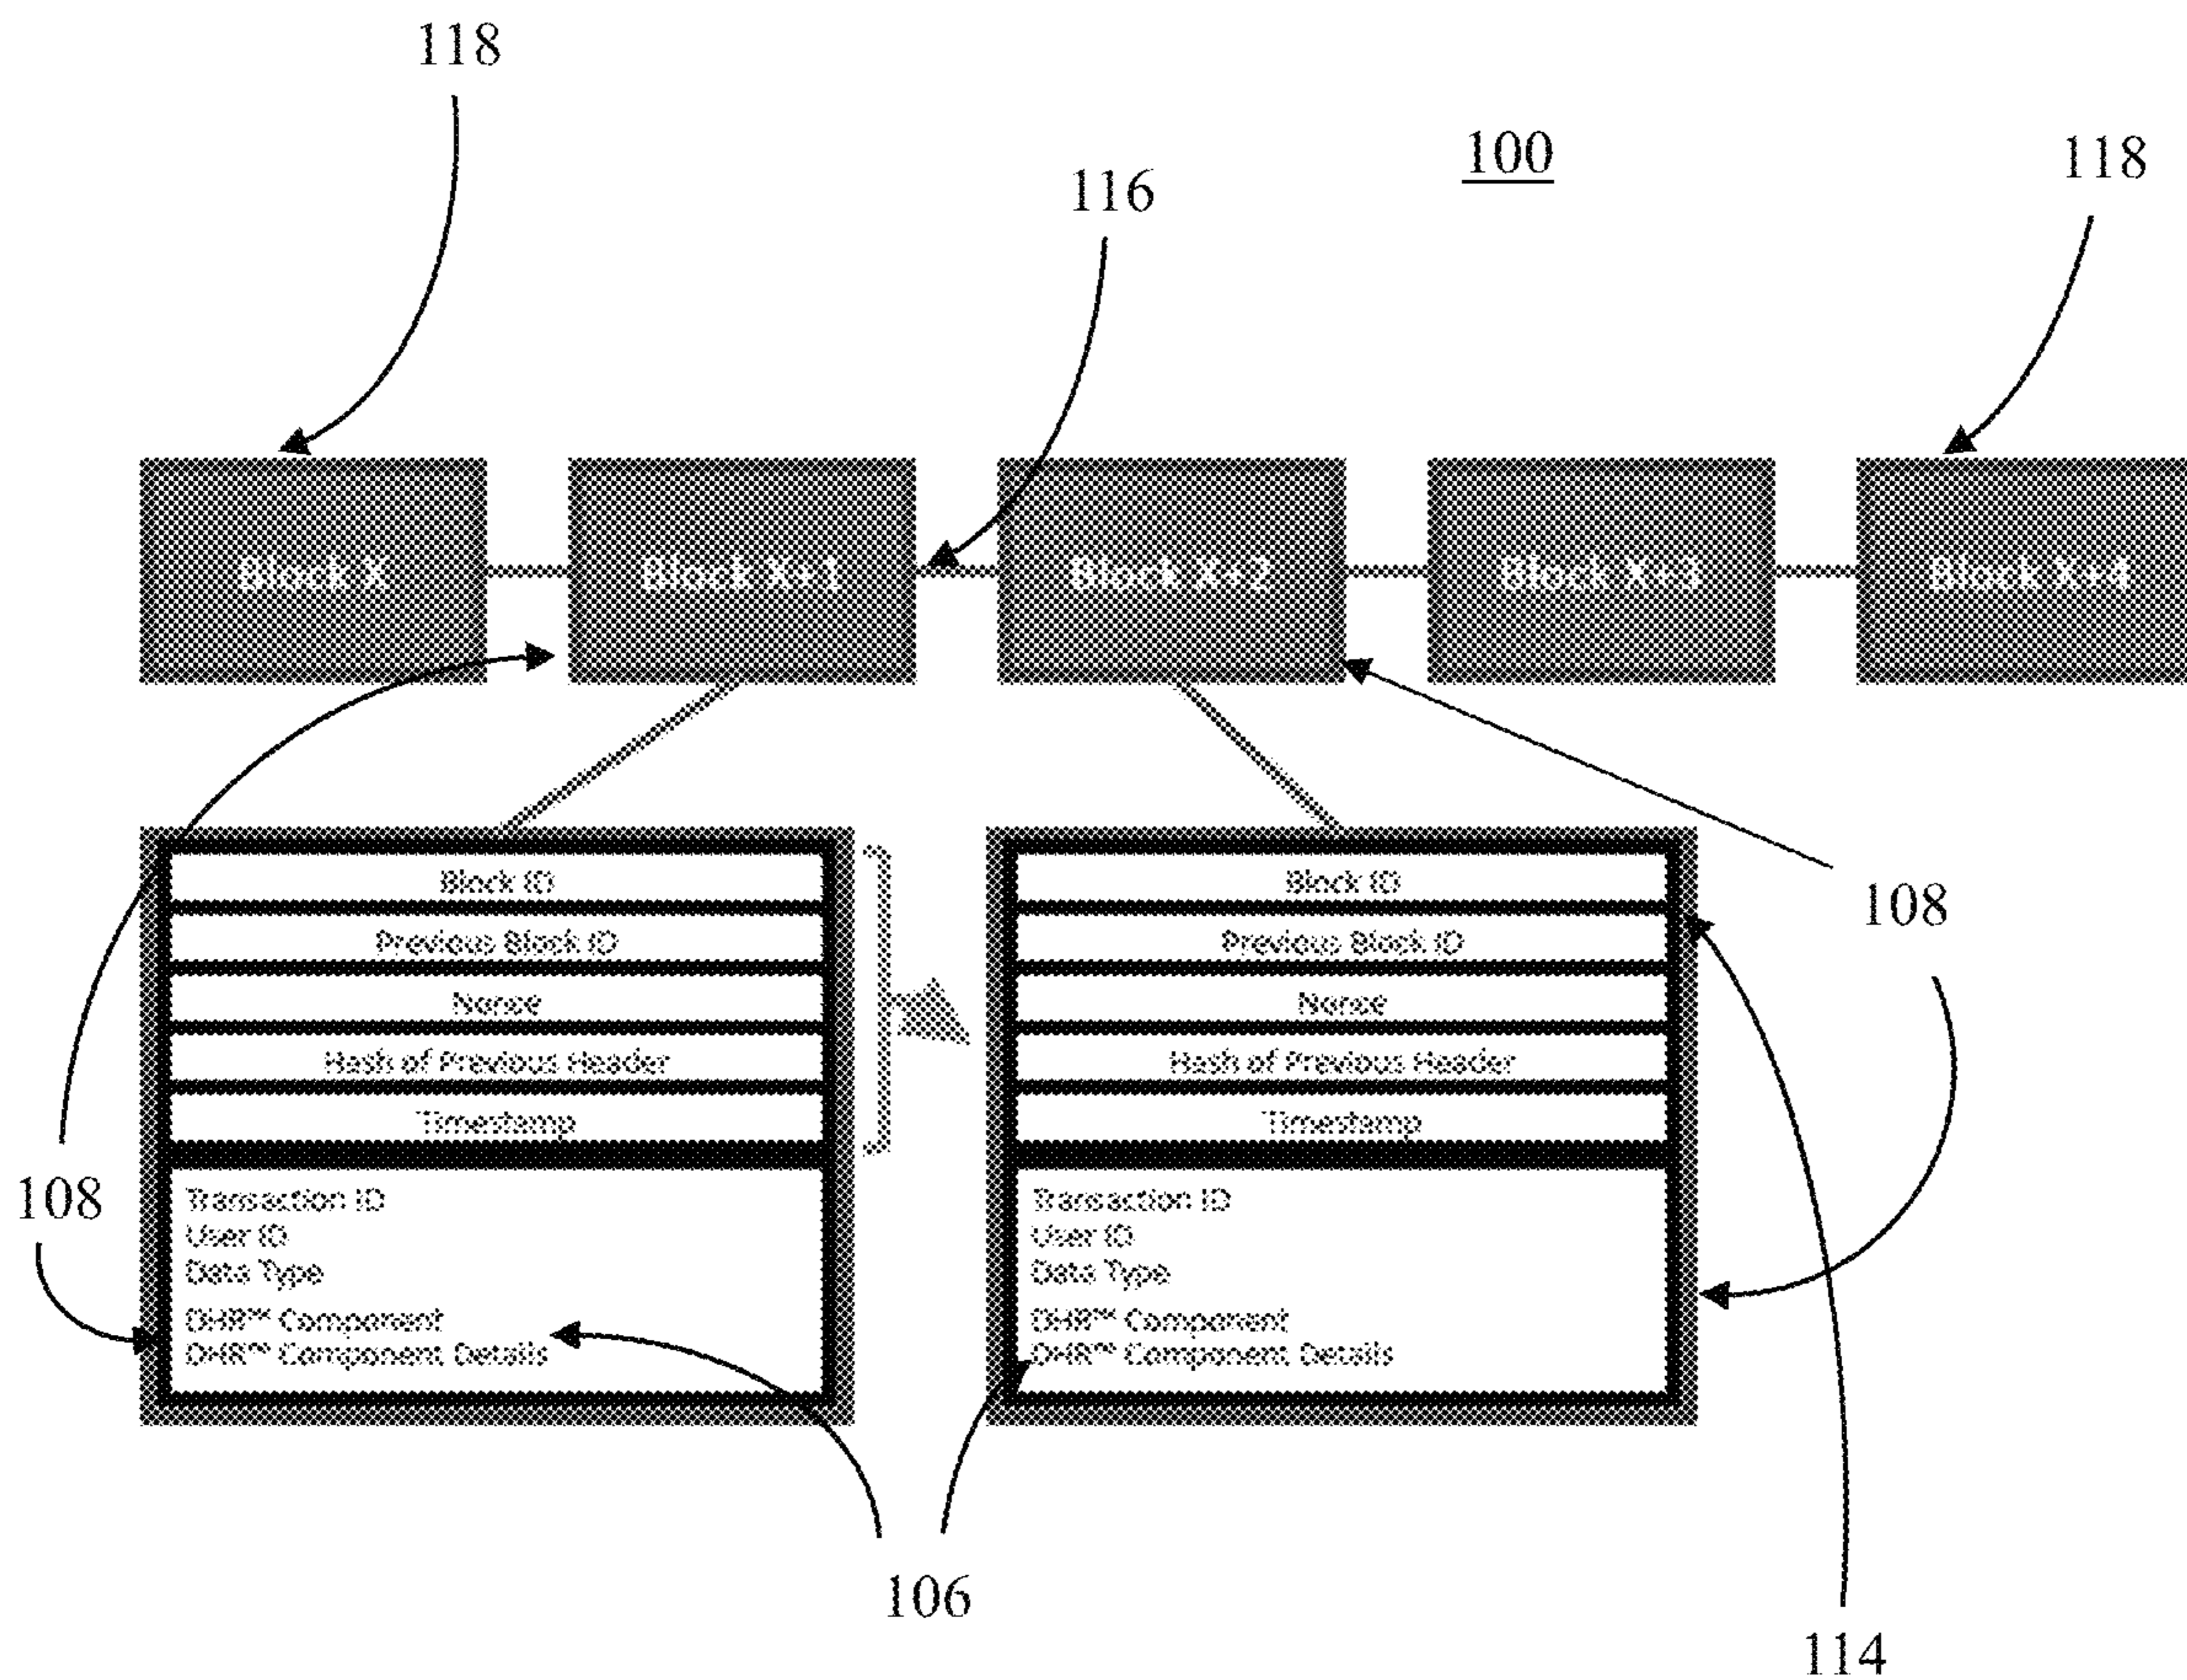 118
100
118
116
Block X
Block X+1
Block X+2
Block X+3
Block X+4
Block ID
Previous Block ID
Nonce
Hash of Previous Header
Timestamp
Transaction ID
User ID
Data Type
DHR™ Component
DHR™ Component Details
Block ID
Previous Block ID
Nonce
Hash of Previous Header
Timestamp
Transaction ID
User ID
Data Type
DHR™ Component
DHR™ Component Details
108
108
106
114